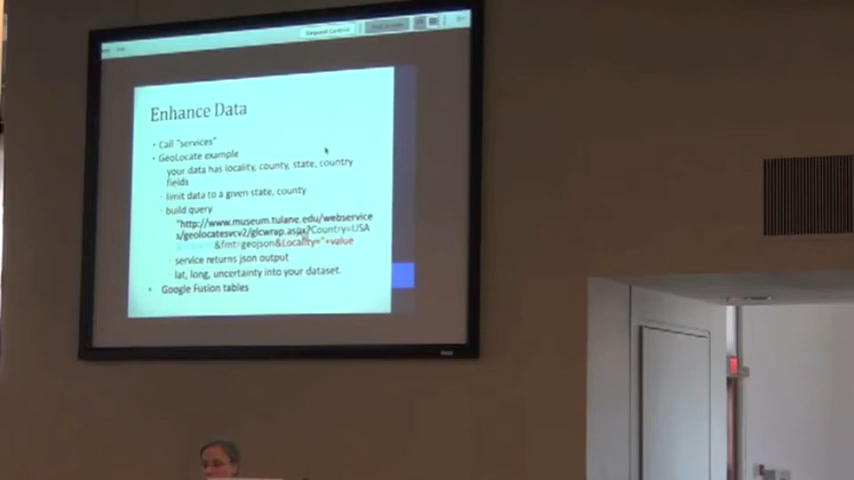 Request Control
Enhance Data
Call "services"
GeoLocate example
your data has locality, county, state, country
fields
limit data to a given state, county
build query
"http://www.museum.tulane.edu/webservice
s/geolocatesvcv2/glcwrap.aspx?Country=USA
&fmt=geojson&Locality="+value
service returns json output
lat, long, uncertainty into your dataset.
Google Fusion tables